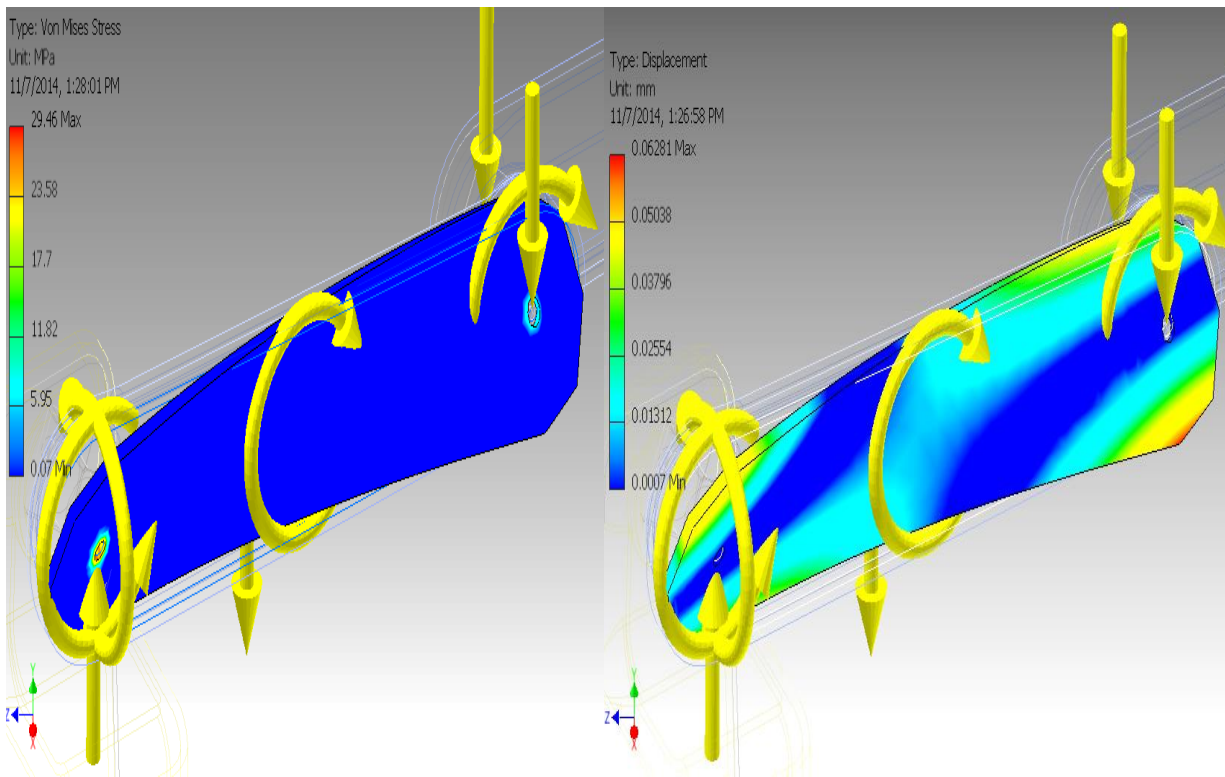 Type: Von Mises Stress
Unit: MPa
11/7/2014, 1:28:01 PM
29.46 Max
23.58
17.7
11.82
5.95
0.07 Min
Y
Z
X
Type: Displacement
Unit: mm
11/7/2014, 1:26:58 PM
0.06281 Max
0.05038
0.03796
0.02554
0.01312
0.0007 Min
Y
Z
X